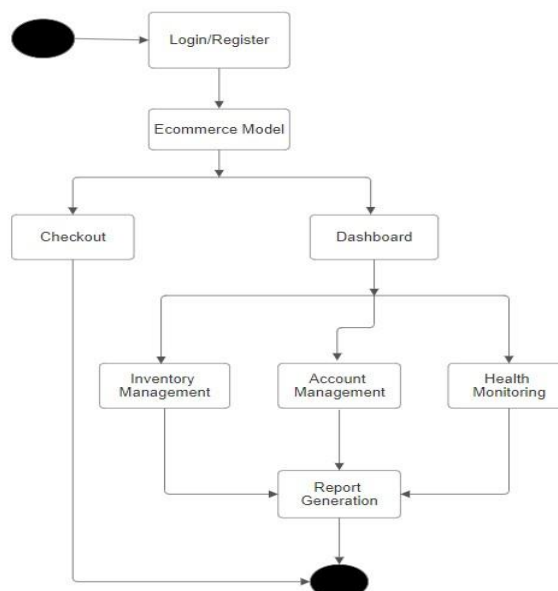 Login/Register
Ecommerce Model
Checkout
Dashboard
Inventory
Management
Account
Management
Health
Monitoring
Report
Generation